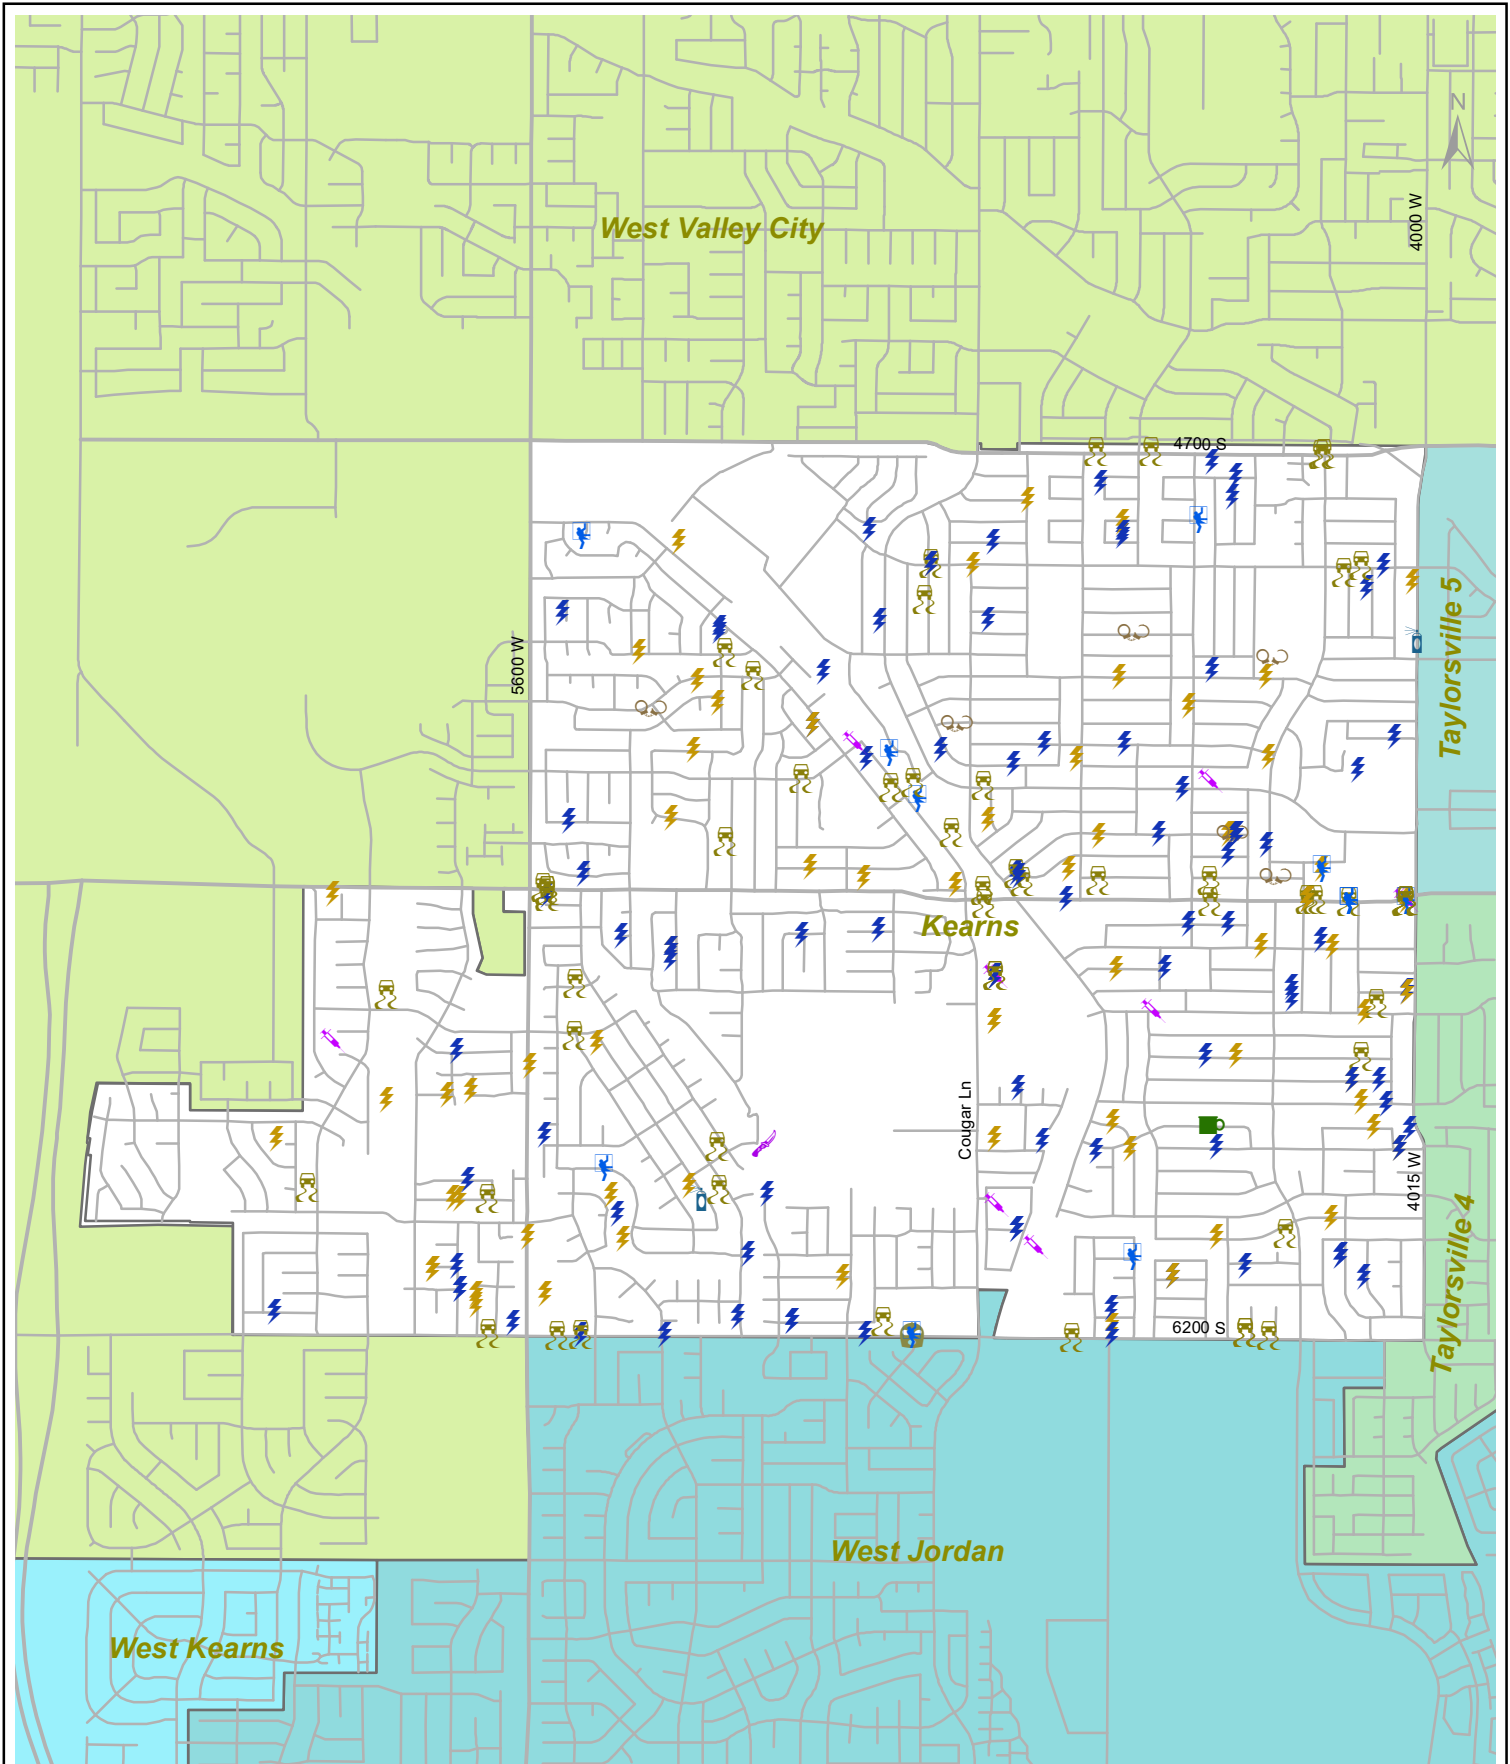 N
4000 W
West Valley City
4700 S
Taylorsville 5
5600 W
Kearns
Cougar Ln
4015 W
Taylorsville 4
6200 S
West Jordan
West Kearns